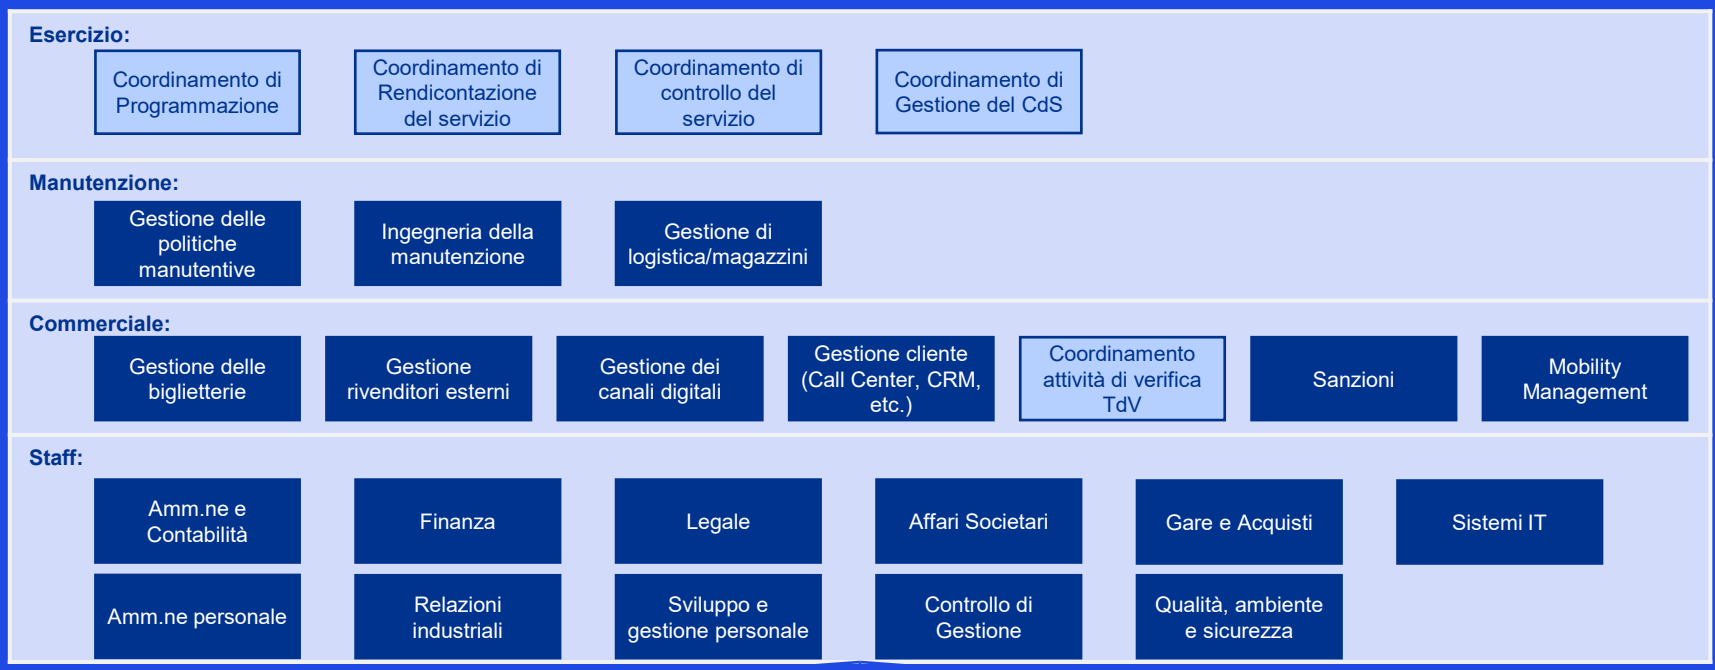 Esercizio:
Coordinamento di
Programmazione
Coordinamento di
Rendicontazione
del servizio
Coordinamento di
controllo del
servizio
Coordinamento di
Gestione del CdS
Manutenzione:
Gestione delle
politiche
manutentive
Ingegneria della
manutenzione
Gestione di
logistica/magazzini
Commerciale:
Gestione delle
biglietterie
Gestione
rivenditori esterni
Gestione dei
canali digitali
Gestione cliente
(Call Center, CRM,
etc.)
Coordinamento
attività di verifica
TdV
Sanzioni
Mobility
Management
Staff:
Amm.ne e
Contabilità
Finanza
Legale
Affari Societari
Gare e Acquisti
Sistemi IT
Amm.ne personale
Relazioni
industriali
Sviluppo e
gestione personale
Controllo di
Gestione
Qualità, ambiente
e sicurezza